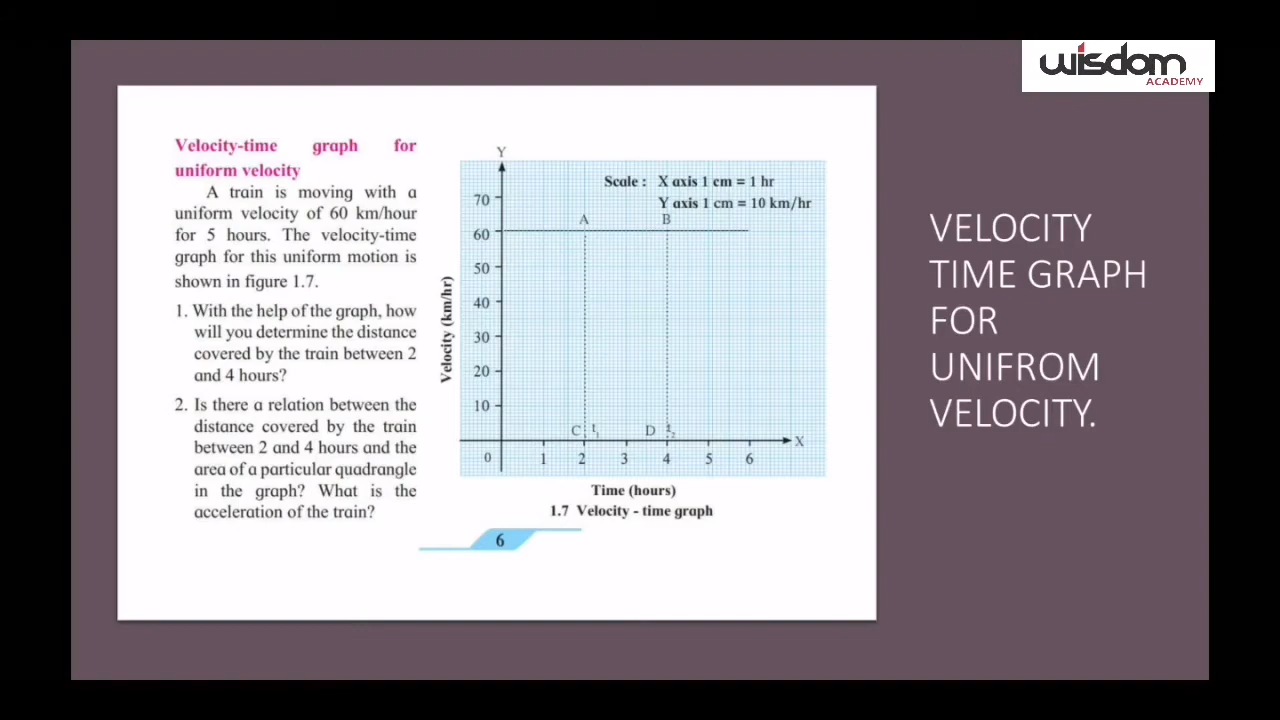 wisdom
ACADEMY
Velocity-time graph for
uniform velocity
A train is moving with a
uniform velocity of 60 km/hour
for 5 hours. The velocity-time
graph for this uniform motion is
shown in figure 1.7.
1. With the help of the graph, how
will you determine the distance
covered by the train between 2
and 4 hours?
2. Is there a relation between the
distance covered by the train
between 2 and 4 hours and the
area of a particular quadrangle
in the graph? What is the
acceleration of the train?
Y
Scale : X axis 1 cm = 1 hr
Y axis 1 cm = 10 km/hr
A B
70
60
50
40
30
20
10
Velocity (km/hr)
C t1 D t2
X
0 1 2 3 4 5 6
Time (hours)
1.7 Velocity - time graph
6
VELOCITY
TIME GRAPH
FOR
UNIFROM
VELOCITY.